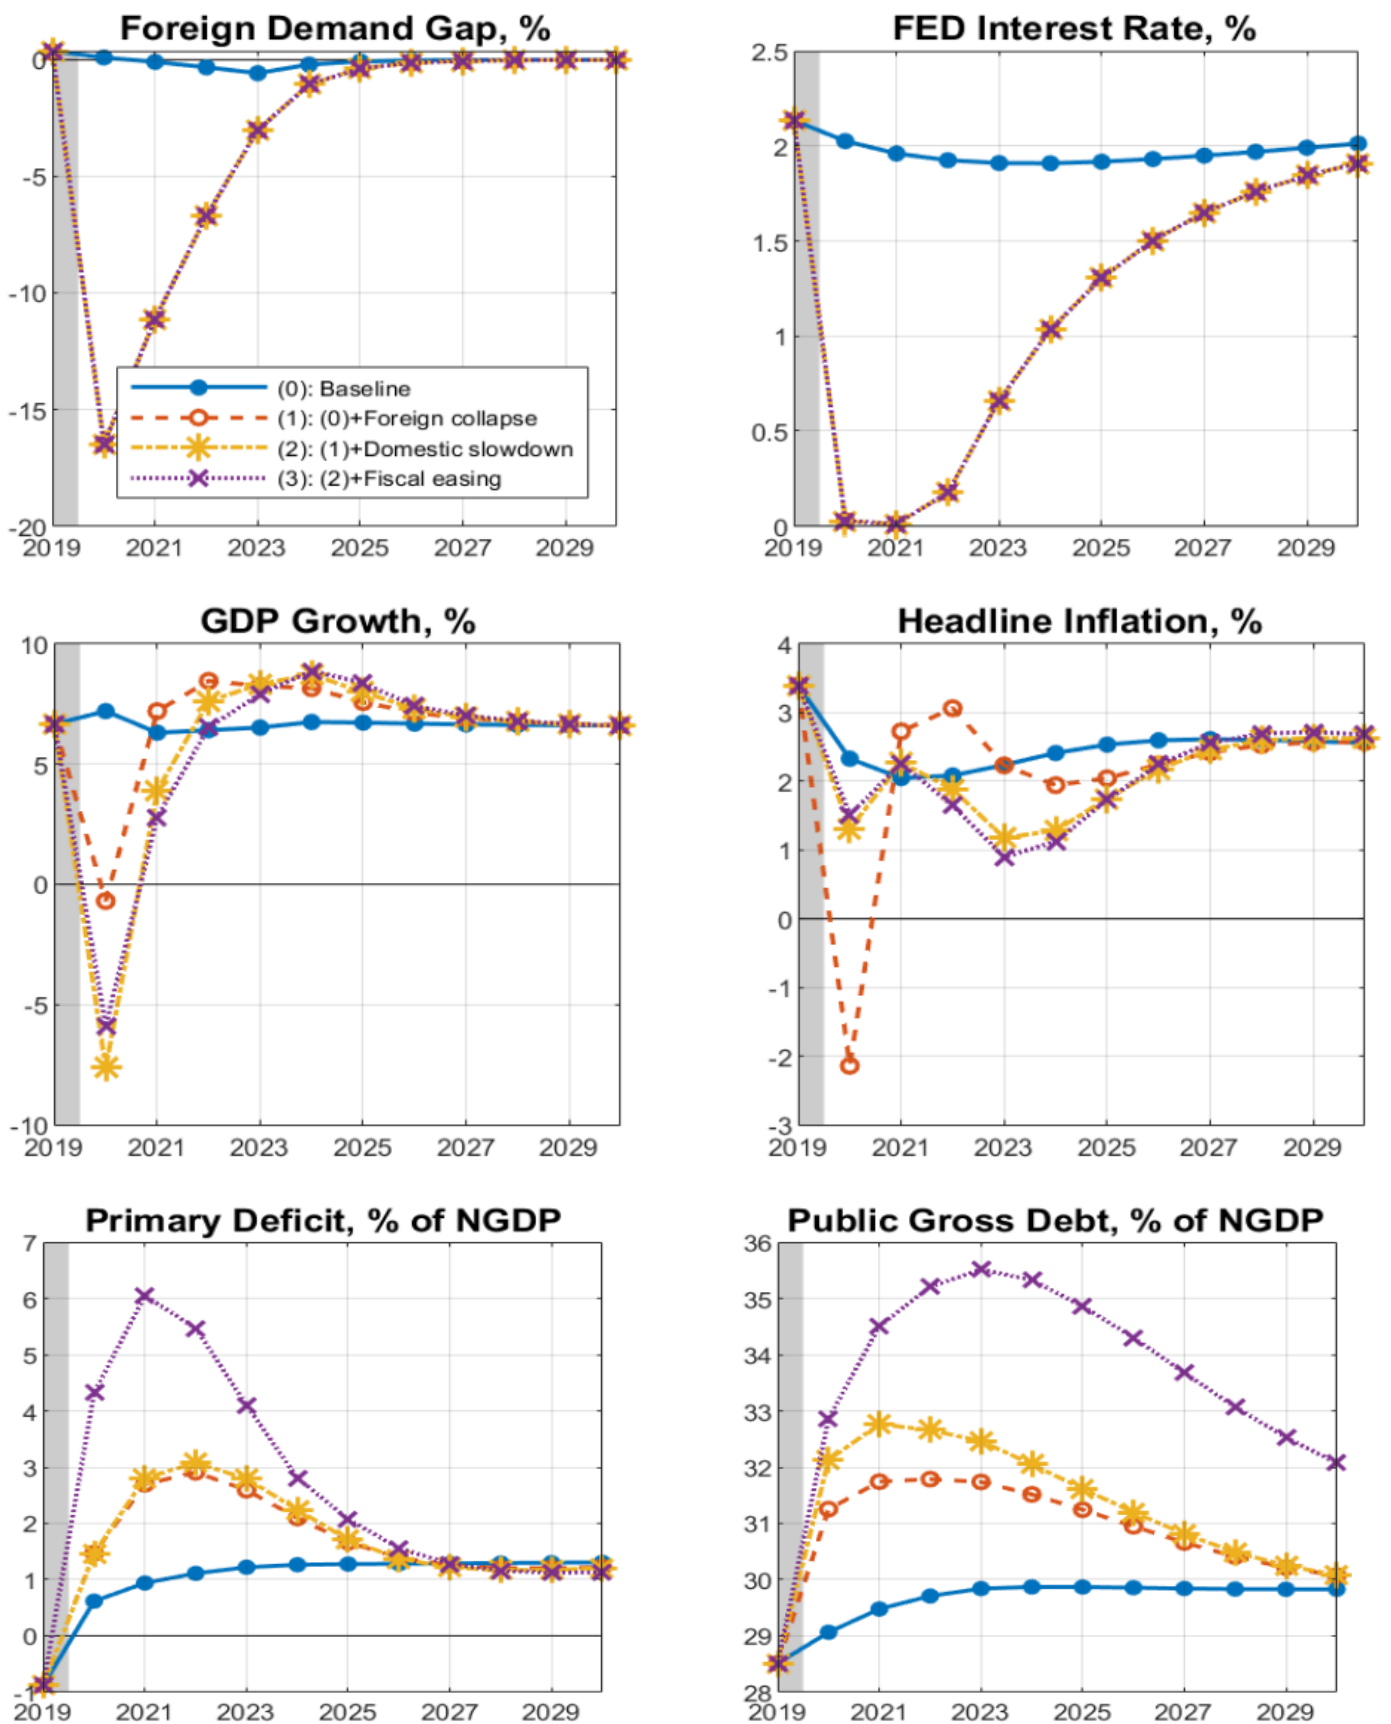 Foreign Demand Gap, %
0
-5
-10
-15
-20
2019 2021 2023 2025 2027 2029
(0): Baseline
(1): (0)+Foreign collapse
(2): (1)+Domestic slowdown
(3): (2)+Fiscal easing
FED Interest Rate, %
2.5
2
1.5
1
0.5
0
2019 2021 2023 2025 2027 2029
GDP Growth, %
10
5
0
-5
-10
2019 2021 2023 2025 2027 2029
Headline Inflation, %
4
3
2
1
0
-1
-2
-3
2019 2021 2023 2025 2027 2029
Primary Deficit, % of NGDP
7
6
5
4
3
2
1
0
-1
2019 2021 2023 2025 2027 2029
Public Gross Debt, % of NGDP
36
35
34
33
32
31
30
29
28
2019 2021 2023 2025 2027 2029